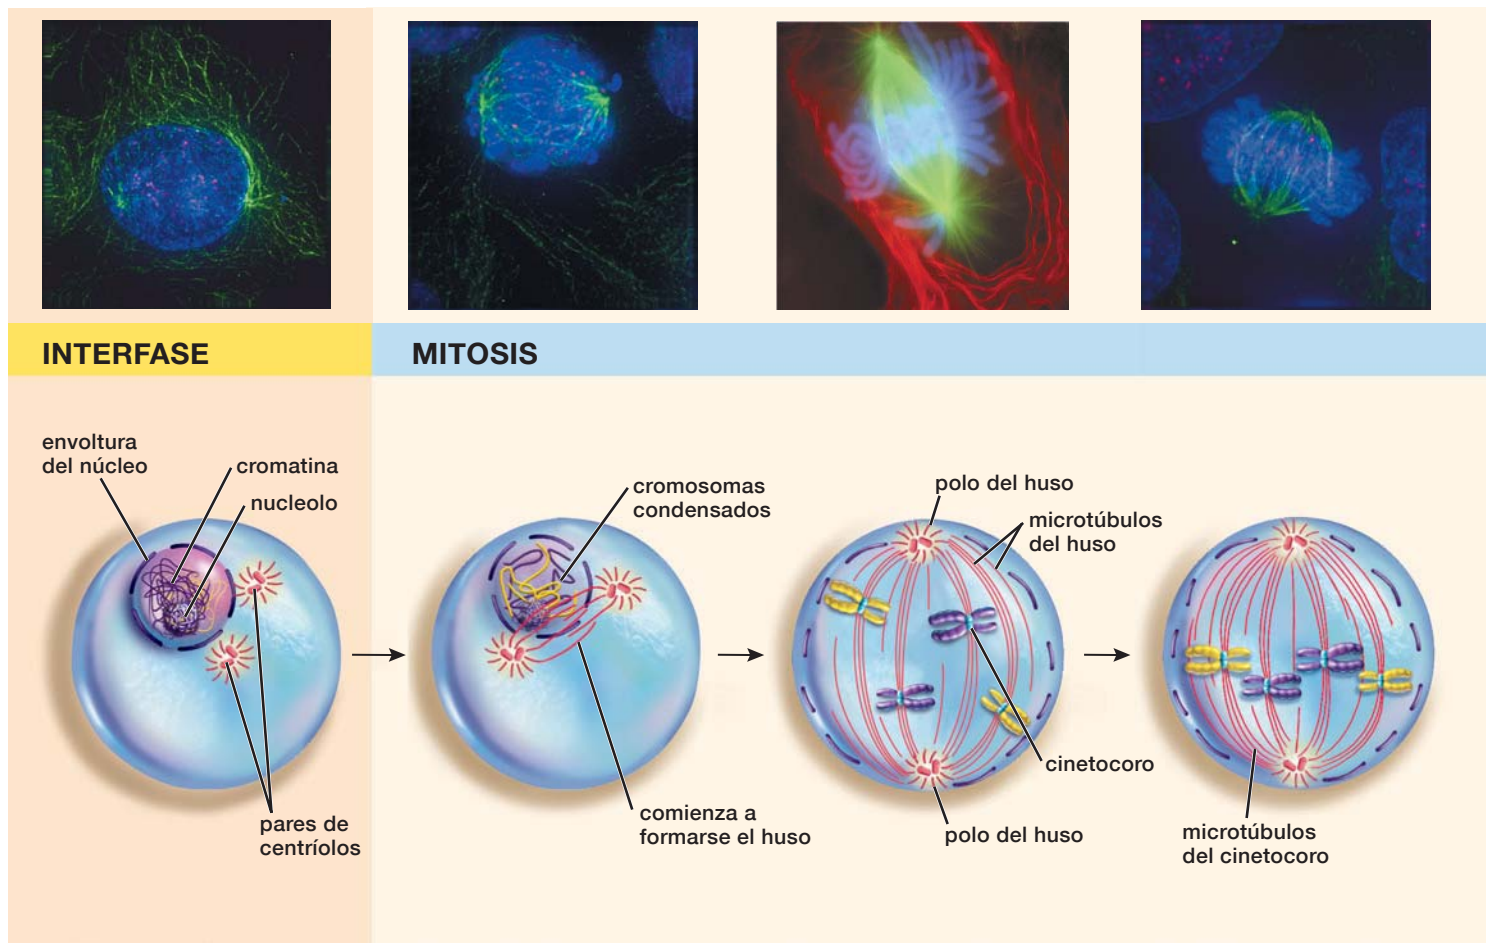 INTERFASE
MITOSIS
envoltura
del núcleo
cromatina
nucleolo
pares de
centríolos
cromosomas
condensados
comienza a
formarse el huso
polo del huso
microtúbulos
del huso
cinetocoro
polo del huso
microtúbulos
del cinetocoro